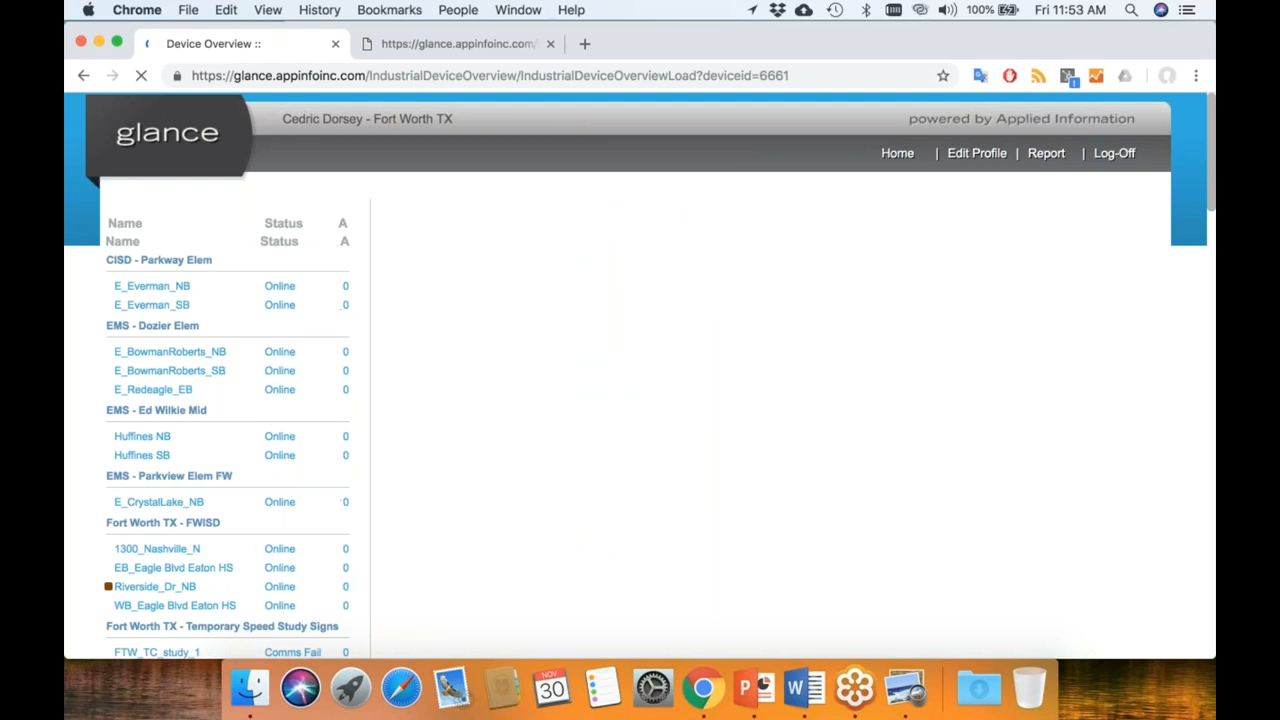 Chrome File Edit View History Bookmarks People Window Help 100% Fri 11:53 AM
Device Overview :: https://glance.appinfoinc.com/
https://glance.appinfoinc.com/IndustrialDeviceOverview/IndustrialDeviceOverviewLoad?deviceid=6661
glance
Cedric Dorsey - Fort Worth TX
powered by Applied Information
Home | Edit Profile | Report | Log-Off
Name Status A
Name Status A
CISD - Parkway Elem
E_Everman_NB Online 0
E_Everman_SB Online 0
EMS - Dozier Elem
E_BowmanRoberts_NB Online 0
E_BowmanRoberts_SB Online 0
E_Redeagle_EB Online 0
EMS - Ed Wilkie Mid
Huffines NB Online 0
Huffines SB Online 0
EMS - Parkview Elem FW
E_CrystalLake_NB Online 0
Fort Worth TX - FWISD
1300_Nashville_N Online 0
EB_Eagle Blvd Eaton HS Online 0
Riverside_Dr_NB Online 0
WB_Eagle Blvd Eaton HS Online 0
Fort Worth TX - Temporary Speed Study Signs
FTW_TC_study_1 Comms Fail 0
NOV
30
P W